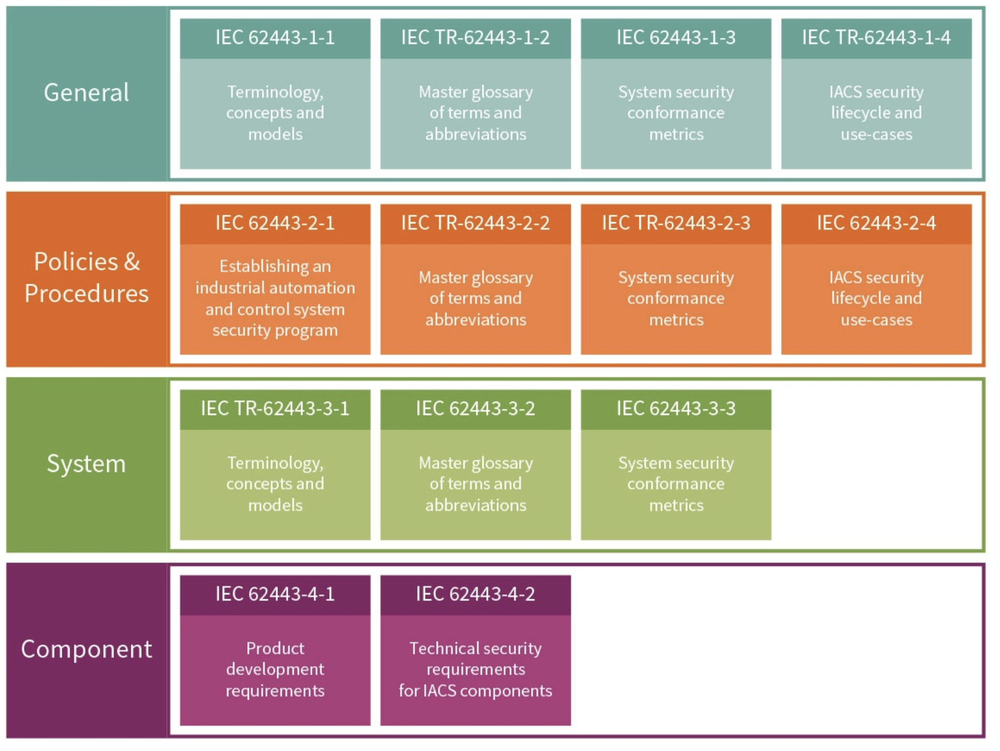 General
IEC 62443-1-1
Terminology,
concepts and
models
IEC TR-62443-1-2
Master glossary
of terms and
abbreviations
IEC 62443-1-3
System security
conformance
metrics
IEC TR-62443-1-4
IACS security
lifecycle and
use-cases
Policies &
Procedures
IEC 62443-2-1
Establishing an
industrial automation
and control system
security program
IEC TR-62443-2-2
Master glossary
of terms and
abbreviations
IEC TR-62443-2-3
System security
conformance
metrics
IEC 62443-2-4
IACS security
lifecycle and
use-cases
System
IEC TR-62443-3-1
Terminology,
concepts and
models
IEC 62443-3-2
Master glossary
of terms and
abbreviations
IEC 62443-3-3
System security
conformance
metrics
Component
IEC 62443-4-1
Product
development
requirements
IEC 62443-4-2
Technical security
requirements
for IACS components